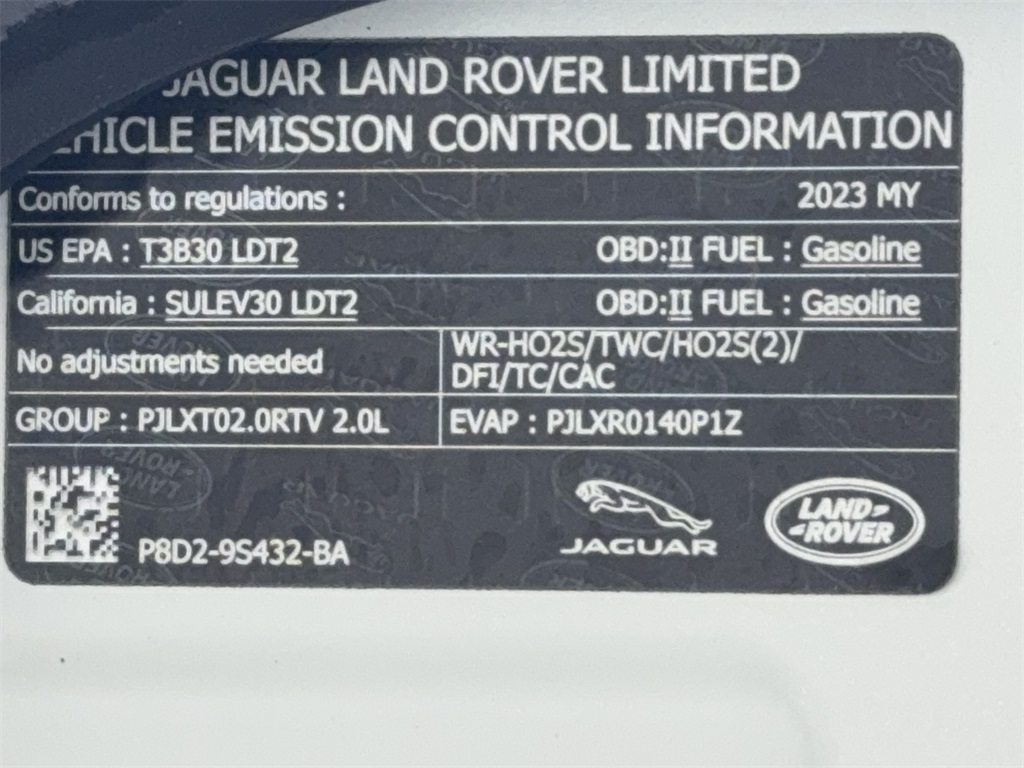 JAGUAR LAND ROVER LIMITED
VEHICLE EMISSION CONTROL INFORMATION
Conforms to regulations : 2023 MY
US EPA : T3B30 LDT2 OBD:II FUEL : Gasoline
California : SULEV30 LDT2 OBD:II FUEL : Gasoline
No adjustments needed
WR-HO2S/TWC/HO2S(2)/
DFI/TC/CAC
GROUP : PJLXT02.0RTV 2.0L
EVAP : PJLXR0140P1Z
P8D2-9S432-BA
JAGUAR
LAND
ROVER